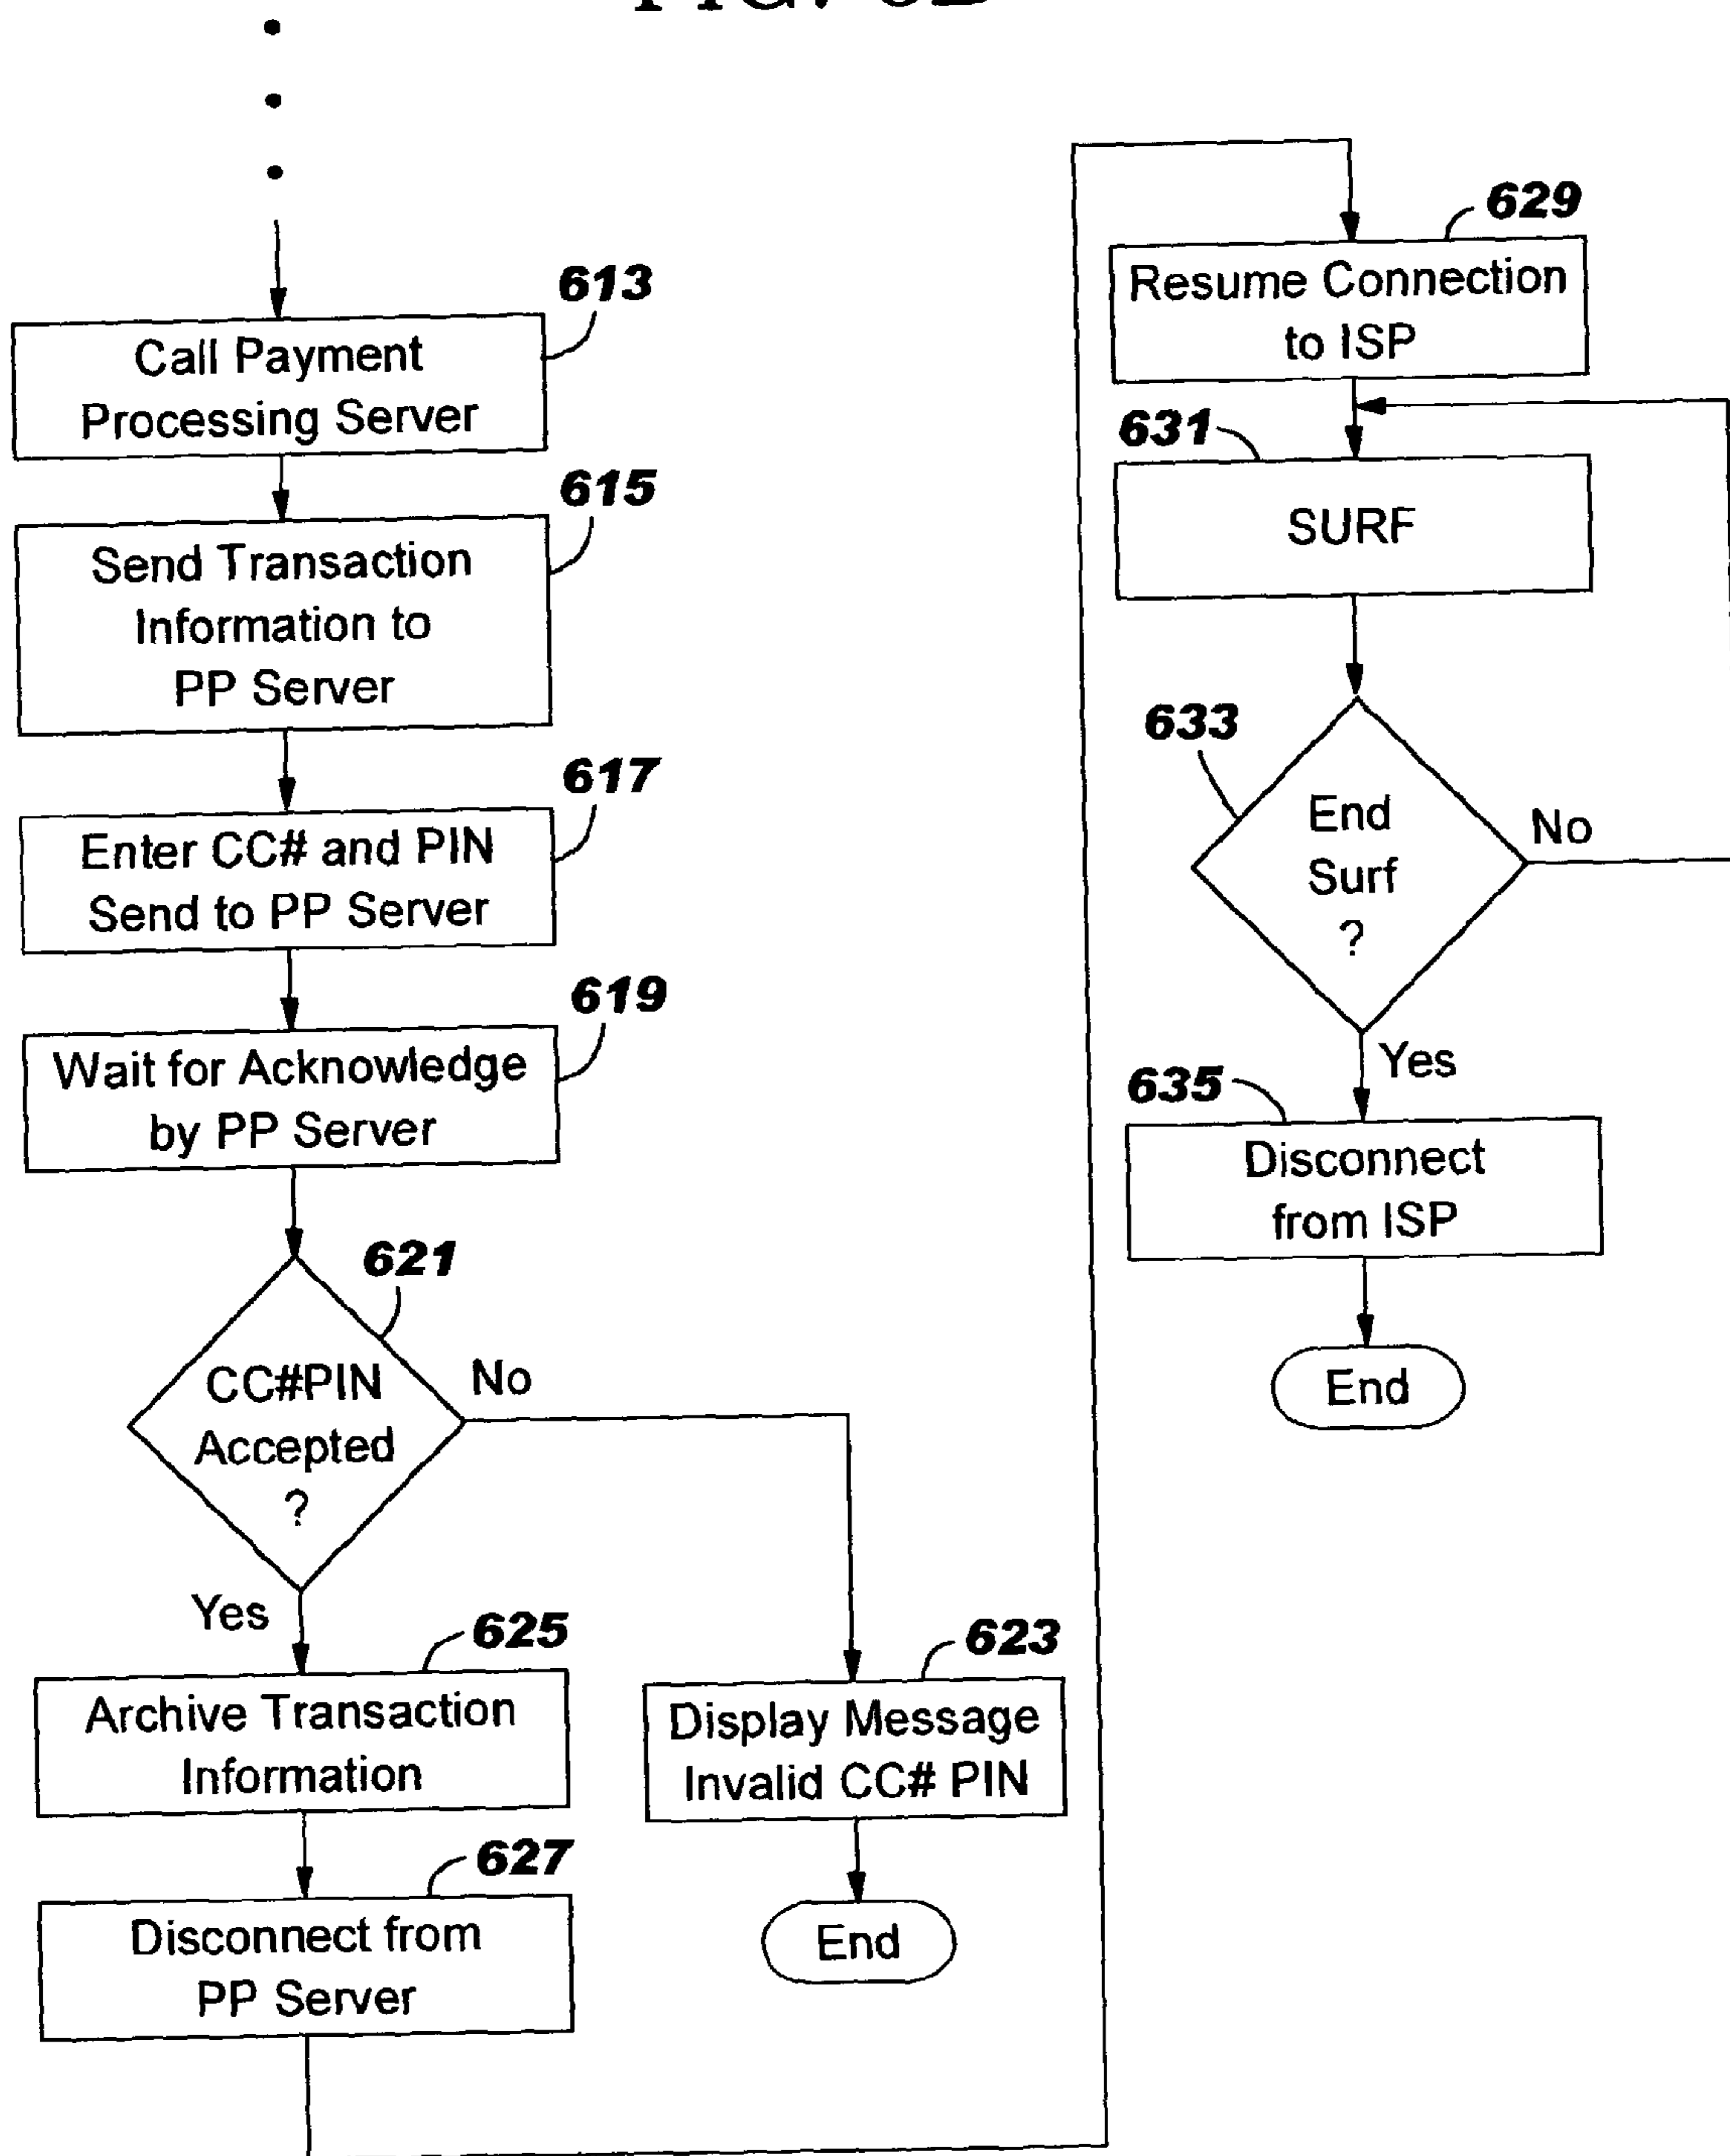 613
Call Payment
Processing Server
615
Send Transaction
Information to
PP Server
617
Enter CC# and PIN
Send to PP Server
619
Wait for Acknowledge
by PP Server
621
CC#PIN
Accepted
?
No
Yes
625
Archive Transaction
Information
623
Display Message
Invalid CC# PIN
627
Disconnect from
PP Server
End
629
Resume Connection
to ISP
631
SURF
633
End
Surf
?
No
Yes
635
Disconnect
from ISP
End